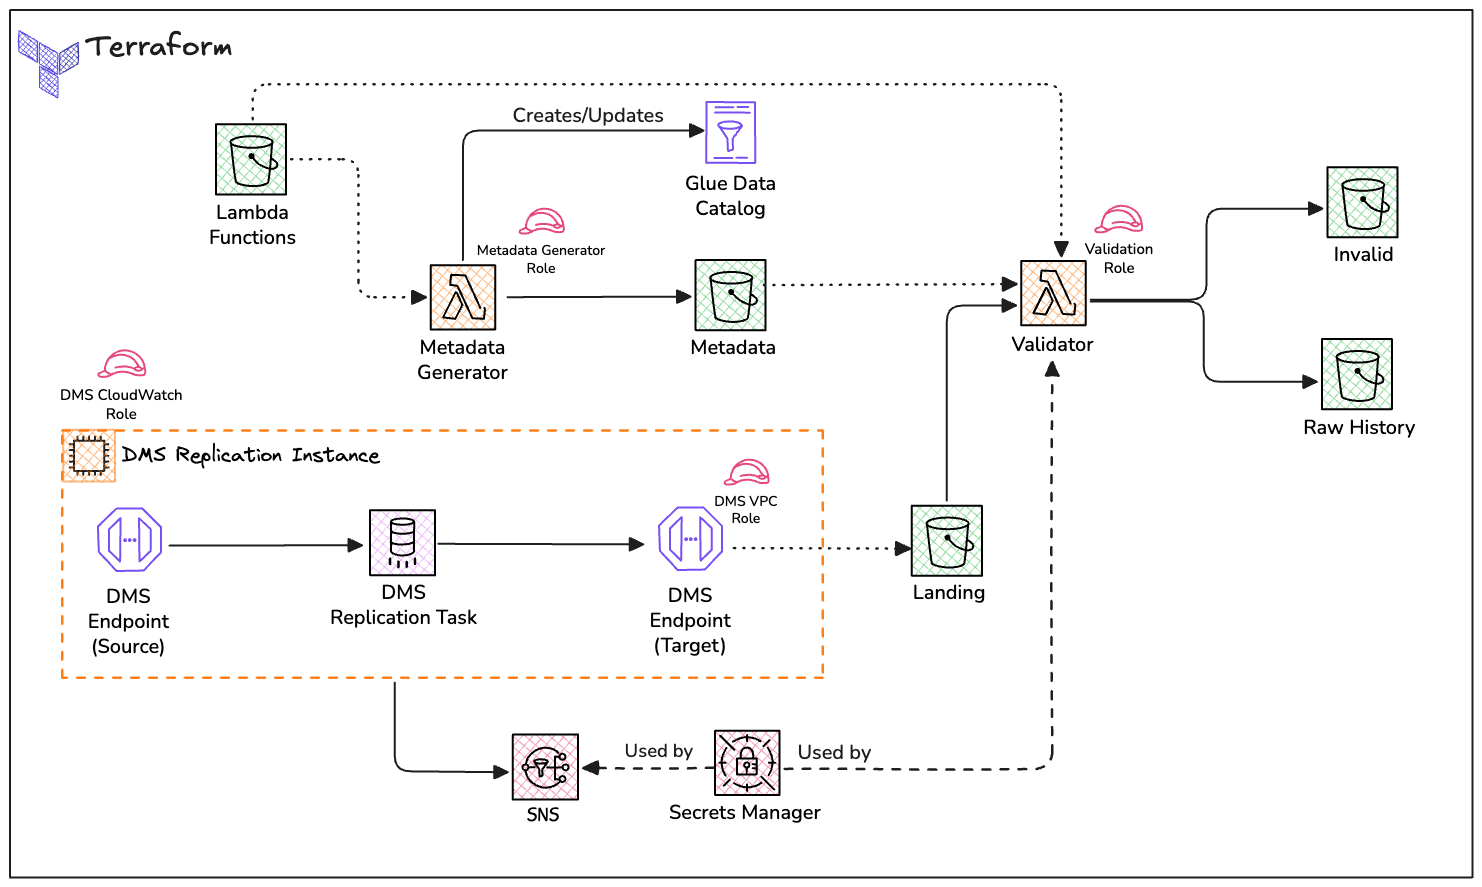 Terraform
Creates/Updates
Glue Data
Catalog
Lambda
Functions
Metadada Generator
Role
Validation
Role
Invalid
Metadata
Generator
Metadata
Validator
DMS CloudWatch
Role
Raw History
DMS Replication Instance
DMS VPC
Role
DMS
Endpoint
(Source)
DMS
Replication Task
DMS
Endpoint
(Target)
Landing
Used by
Used by
SNS
Secrets Manager